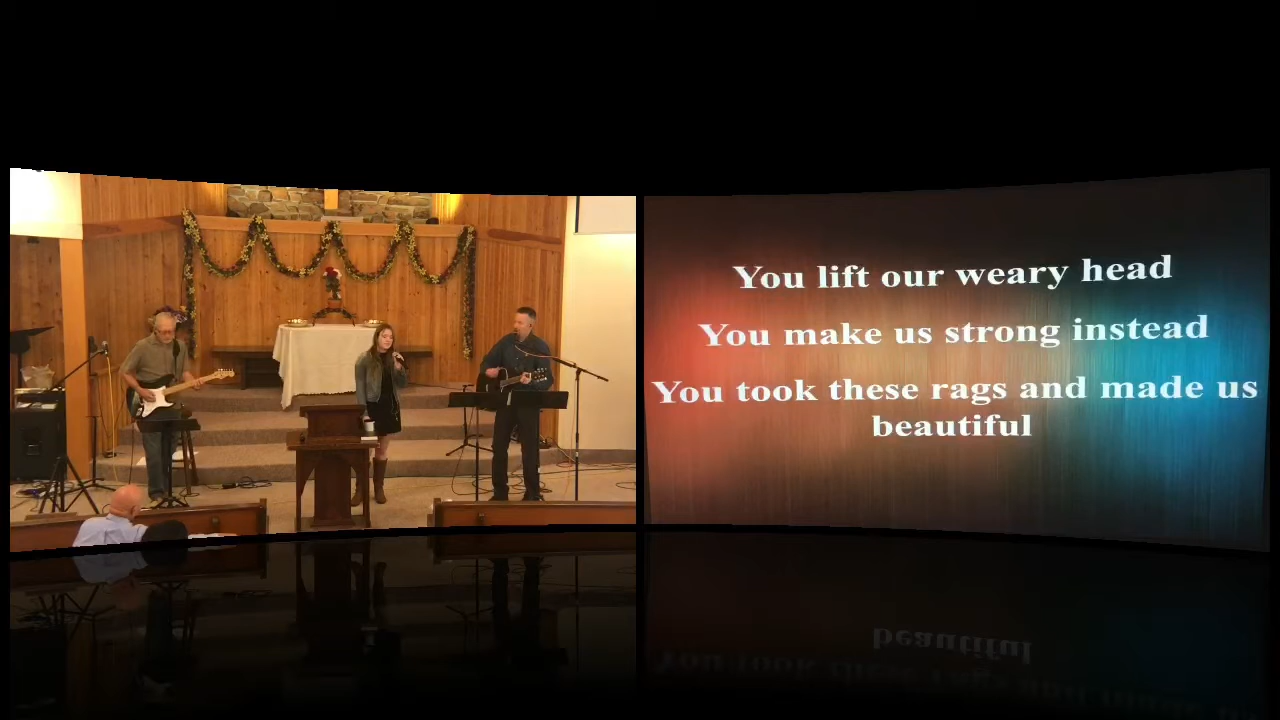 You lift our weary head
You make us strong instead
You took these rags and made us
beautiful